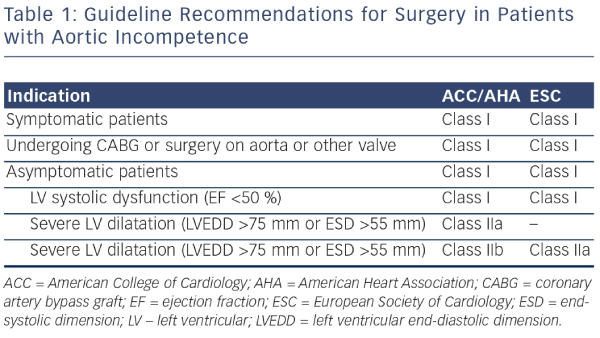 Table 1: Guideline Recommendations for Surgery in Patients
with Aortic Incompetence
Indication ACC/AHA ESC
Symptomatic patients Class I Class I
Undergoing CABG or surgery on aorta or other valve Class I Class I
Asymptomatic patients Class I Class I
LV systolic dysfunction (EF <50 %) Class I Class I
Severe LV dilatation (LVEDD >75 mm or ESD >55 mm) Class IIa –
Severe LV dilatation (LVEDD >75 mm or ESD >55 mm) Class IIb Class IIa
ACC = American College of Cardiology; AHA = American Heart Association; CABG = coronary
artery bypass graft; EF = ejection fraction; ESC = European Society of Cardiology; ESD = end-
systolic dimension; LV – left ventricular; LVEDD = left ventricular end-diastolic dimension.